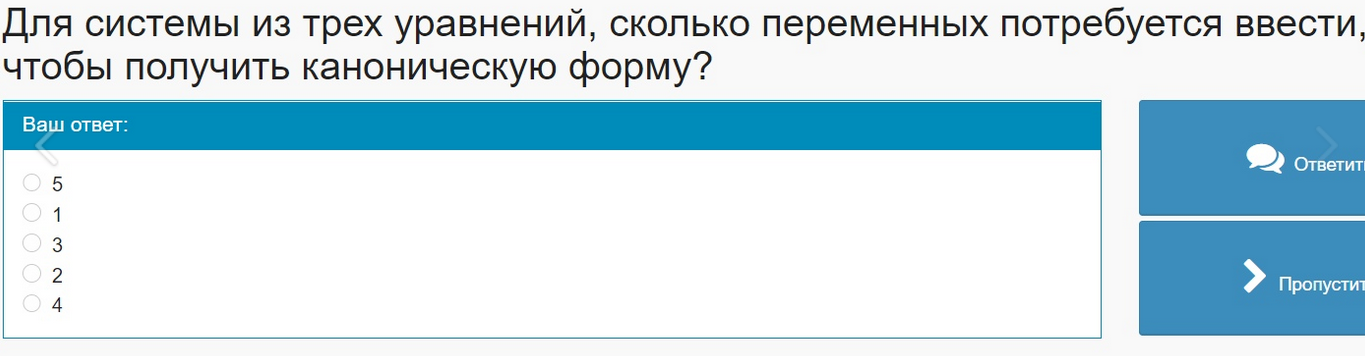 Для системы из трех уравнений, сколько переменных потребуется ввести,
чтобы получить каноническую форму?
Ваш ответ:
5
1
3
2
4
Ответит
Пропустит